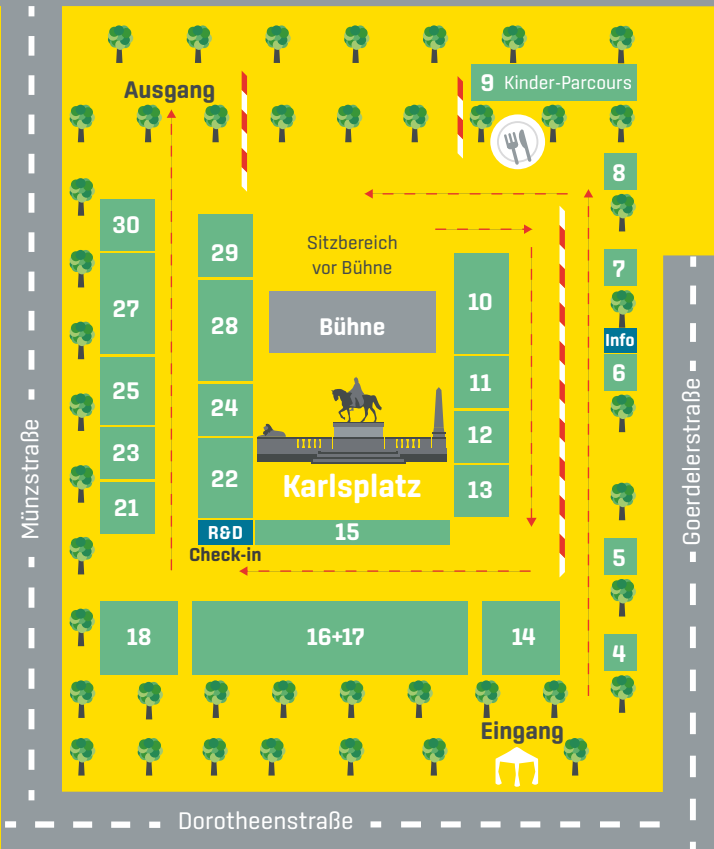 Ausgang
9 Kinder-Parcours
8
30
29
Sitzbereich
vor Bühne
7
10
27
28
Bühne
Info
6
25
24
11
23
12
22
Karlsplatz
13
21
R&D
15
Check-in
5
18
16+17
14
4
Eingang
Münzstraße
Goerdelerstraße
Dorotheenstraße